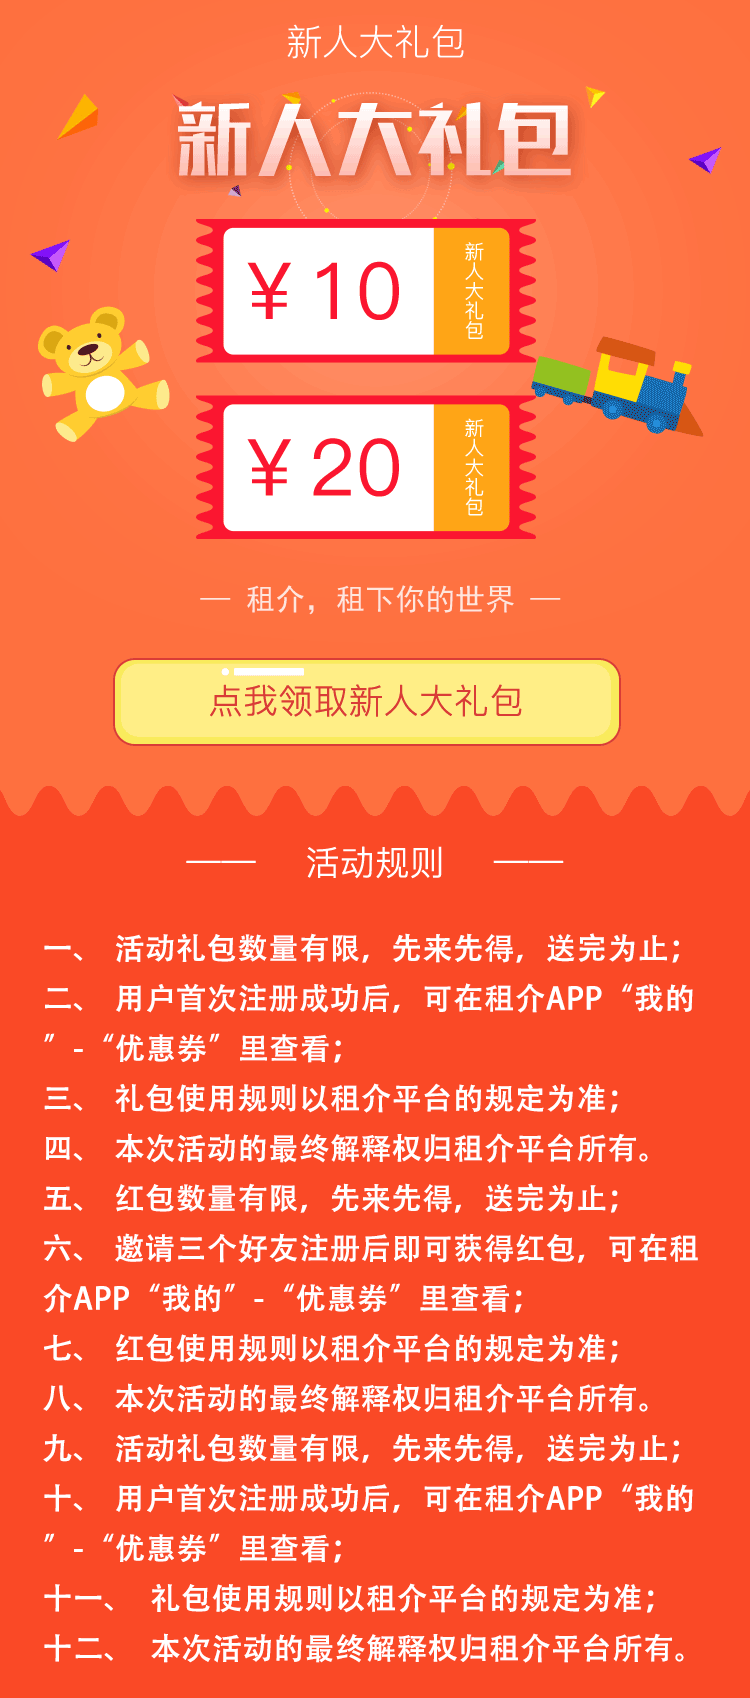 新人大礼包
新人大礼包
¥10
新人大礼包
¥20
新人大礼包
— 租介，租下你的世界 —
点我领取新人大礼包
—— 活动规则 ——
一、 活动礼包数量有限，先来先得，送完为止；
二、 用户首次注册成功后，可在租介APP“我的
”-“优惠券”里查看；
三、 礼包使用规则以租介平台的规定为准；
四、 本次活动的最终解释权归租介平台所有。
五、 红包数量有限，先来先得，送完为止；
六、 邀请三个好友注册后即可获得红包，可在租
介APP“我的”-“优惠券”里查看；
七、 红包使用规则以租介平台的规定为准；
八、 本次活动的最终解释权归租介平台所有。
九、 活动礼包数量有限，先来先得，送完为止；
十、 用户首次注册成功后，可在租介APP“我的
”-“优惠券”里查看；
十一、 礼包使用规则以租介平台的规定为准；
十二、 本次活动的最终解释权归租介平台所有。